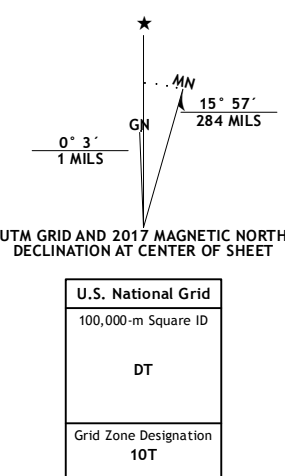 ★
MN
15° 57´
284 MILS
GN
0° 3´
1 MILS
UTM GRID AND 2017 MAGNETIC NORTH
DECLINATION AT CENTER OF SHEET
U.S. National Grid
100,000-m Square ID
DT
Grid Zone Designation
10T